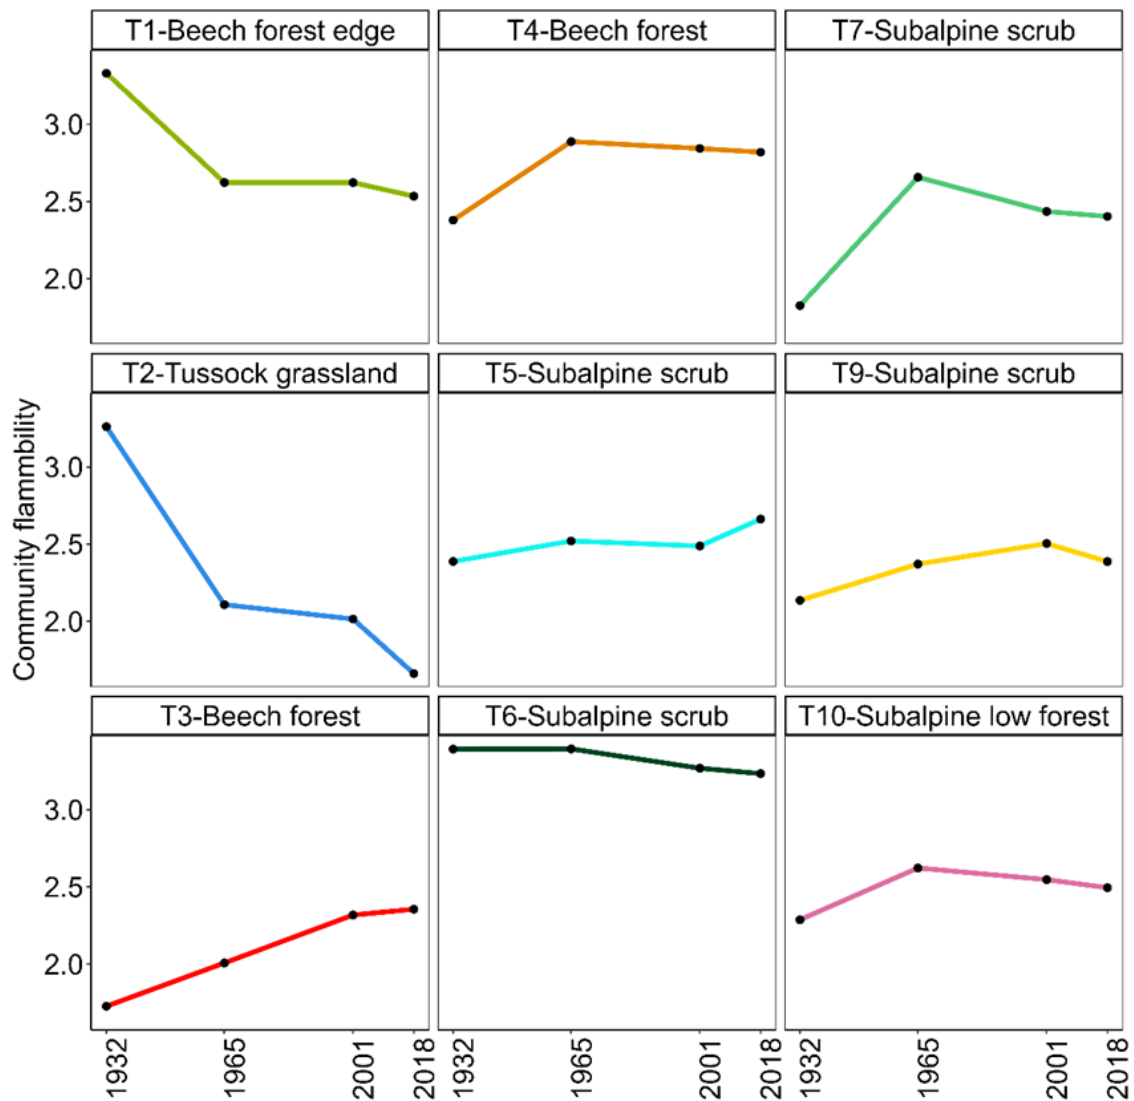 T1-Beech forest edge
T4-Beech forest
T7-Subalpine scrub
3.0
2.5
2.0
T2-Tussock grassland
T5-Subalpine scrub
T9-Subalpine scrub
Community flammbility
3.0
2.5
2.0
T3-Beech forest
T6-Subalpine scrub
T10-Subalpine low forest
3.0
2.5
2.0
1932
1965
2001
2018
1932
1965
2001
2018
1932
1965
2001
2018